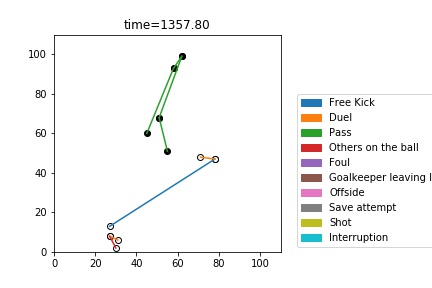 time=1357.80
100
80
60
40
20
0
0 20 40 60 80 100
Free Kick
Duel
Pass
Others on the ball
Foul
Goalkeeper leaving l
Offside
Save attempt
Shot
Interruption